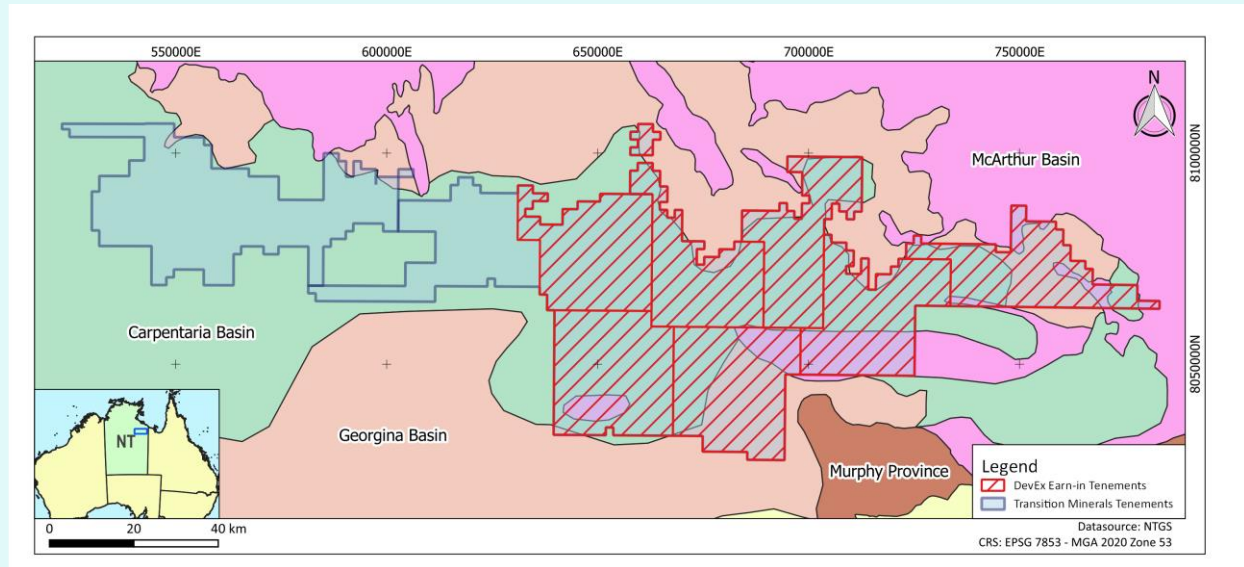 550000E 600000E 650000E 700000E 750000E
N
8100000N
McArthur Basin
Carpentaria Basin
8050000N
Georgina Basin
Murphy Province
NT
Legend
DevEx Earn-in Tenements
Transition Minerals Tenements
0 20 40 km
Datasource: NTGS
CRS: EPSG 7853 - MGA 2020 Zone 53